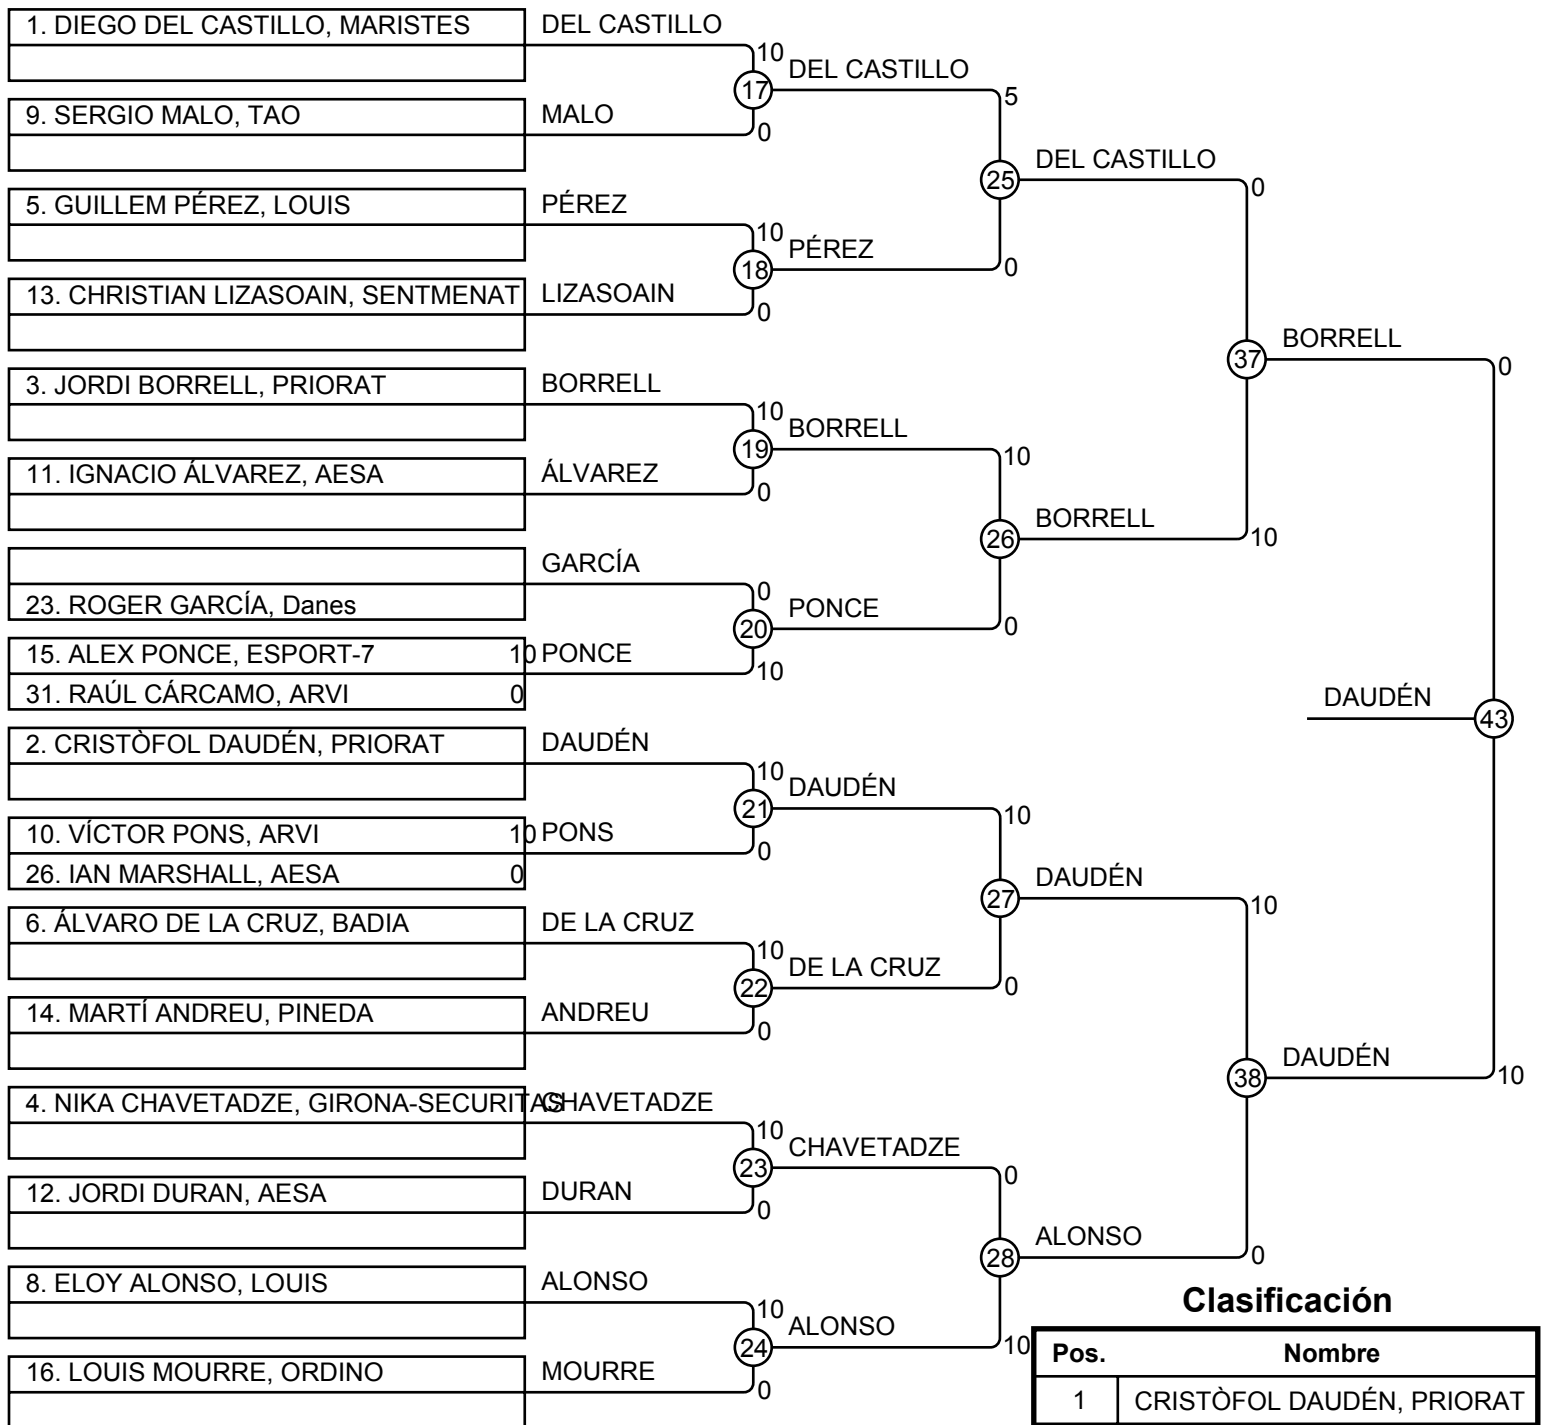 1. DIEGO DEL CASTILLO, MARISTES
DEL CASTILLO
10
17
DEL CASTILLO
5
9. SERGIO MALO, TAO
MALO
0
25
DEL CASTILLO
0
5. GUILLEM PÉREZ, LOUIS
PÉREZ
10
18
PÉREZ
0
13. CHRISTIAN LIZASOAIN, SENTMENAT
LIZASOAIN
0
37
BORRELL
0
3. JORDI BORRELL, PRIORAT
BORRELL
10
19
BORRELL
10
11. IGNACIO ÁLVAREZ, AESA
ÁLVAREZ
0
26
BORRELL
10
GARCÍA
0
23. ROGER GARCÍA, Danes
20
PONCE
0
15. ALEX PONCE, ESPORT-7
10
PONCE
10
31. RAÚL CÁRCAMO, ARVI
0
DAUDÉN
43
2. CRISTÒFOL DAUDÉN, PRIORAT
DAUDÉN
10
21
DAUDÉN
10
10. VÍCTOR PONS, ARVI
10
PONS
0
26. IAN MARSHALL, AESA
0
27
DAUDÉN
10
6. ÁLVARO DE LA CRUZ, BADIA
DE LA CRUZ
10
22
DE LA CRUZ
0
14. MARTÍ ANDREU, PINEDA
ANDREU
0
38
DAUDÉN
10
4. NIKA CHAVETADZE, GIRONA-SECURITAS
CHAVETADZE
10
23
CHAVETADZE
0
12. JORDI DURAN, AESA
DURAN
0
28
ALONSO
0
8. ELOY ALONSO, LOUIS
ALONSO
10
24
ALONSO
10
16. LOUIS MOURRE, ORDINO
MOURRE
0
Clasificación
Pos. Nombre
1 CRISTÒFOL DAUDÉN, PRIORAT